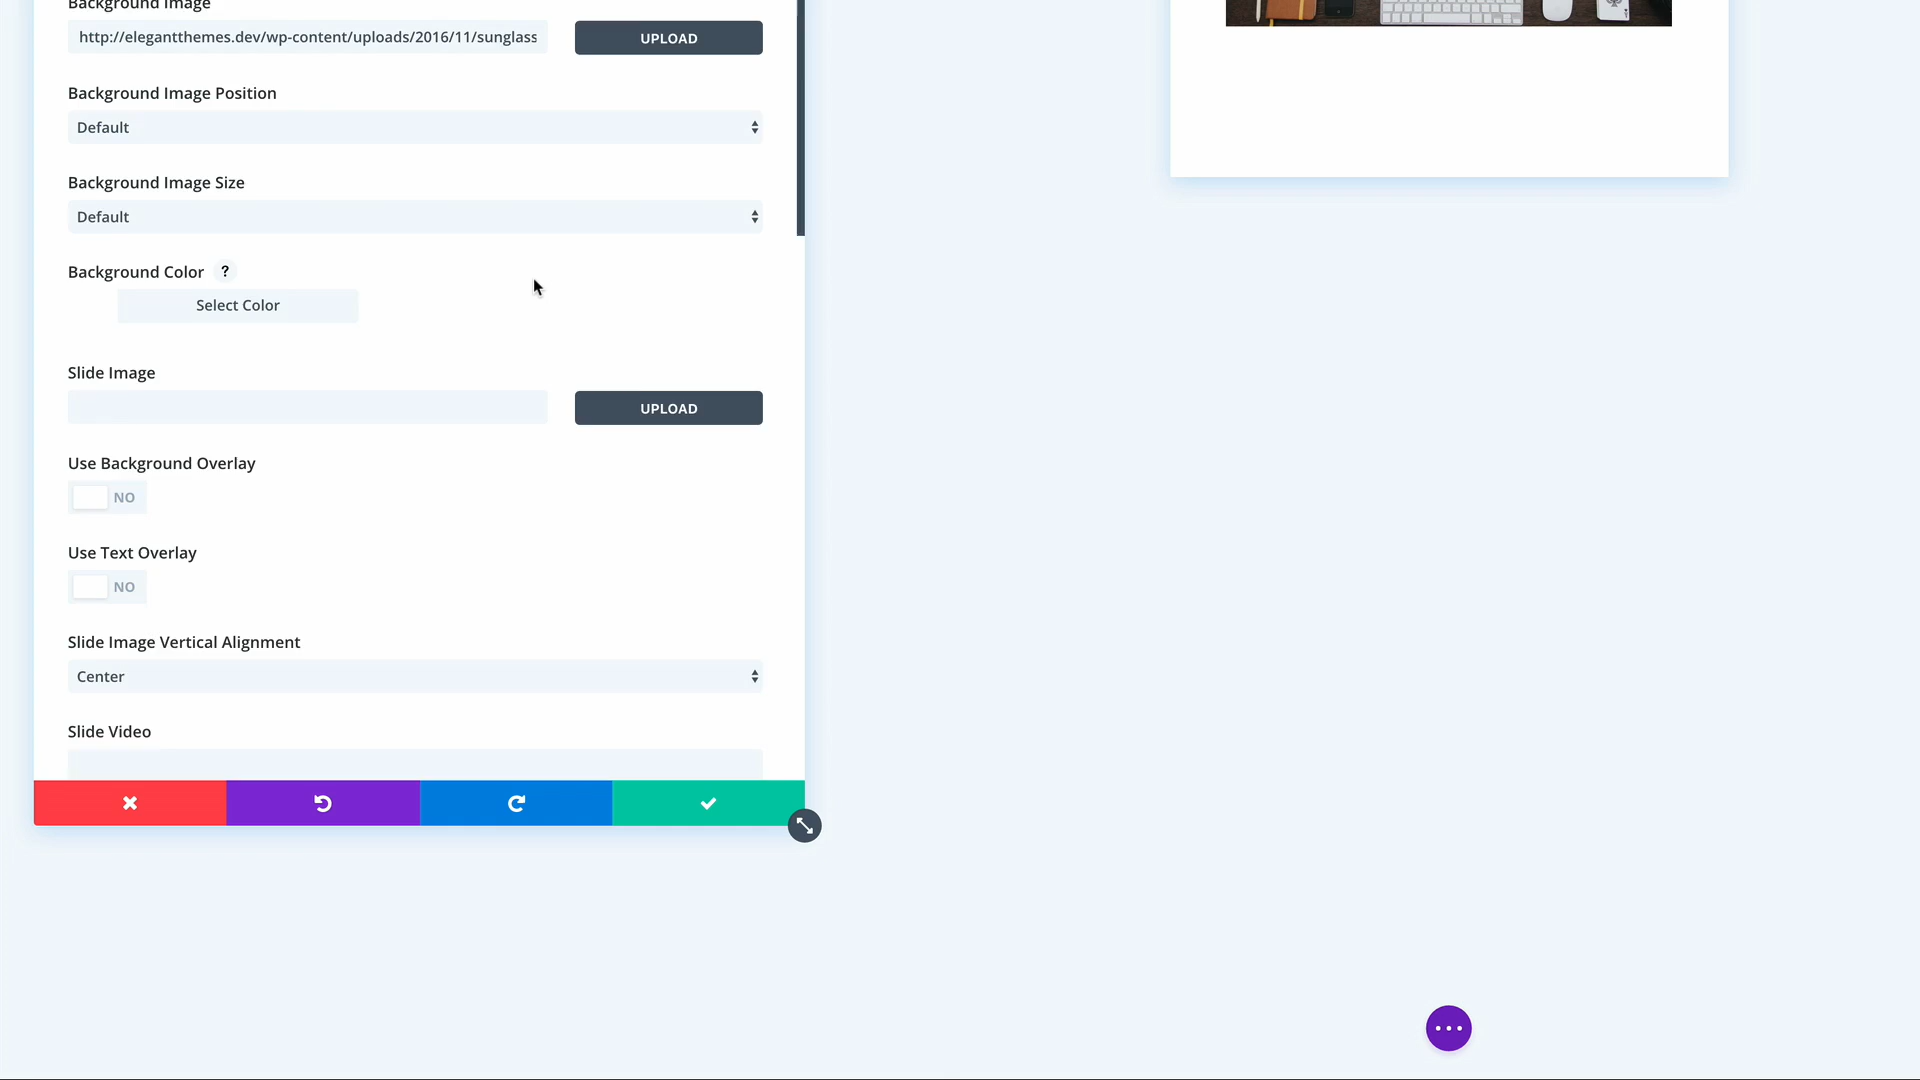 Background Image
http://elegantthemes.dev/wp-content/uploads/2016/11/sunglass
UPLOAD
Background Image Position
Default
Background Image Size
Default
Background Color ?
Select Color
Slide Image
UPLOAD
Use Background Overlay
NO
Use Text Overlay
NO
Slide Image Vertical Alignment
Center
Slide Video